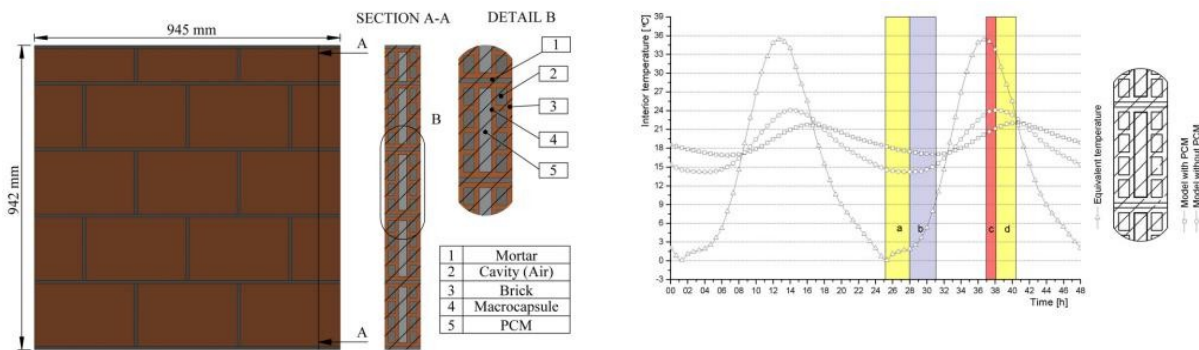 945 mm
SECTION A-A
DETAIL B
A
942 mm
B
A
1
2
3
4
5
1 Mortar
2 Cavity (Air)
3 Brick
4 Macrocapsule
5 PCM
Interior temperature [°C]
39
36
33
30
27
24
21
18
15
12
9
6
3
0
-3
a b c d
00 02 04 06 08 10 12 14 16 18 20 22 24 26 28 30 32 34 36 38 40 42 44 46 48
Time [h]
Equivalent temperature
Model with PCM
Model without PCM